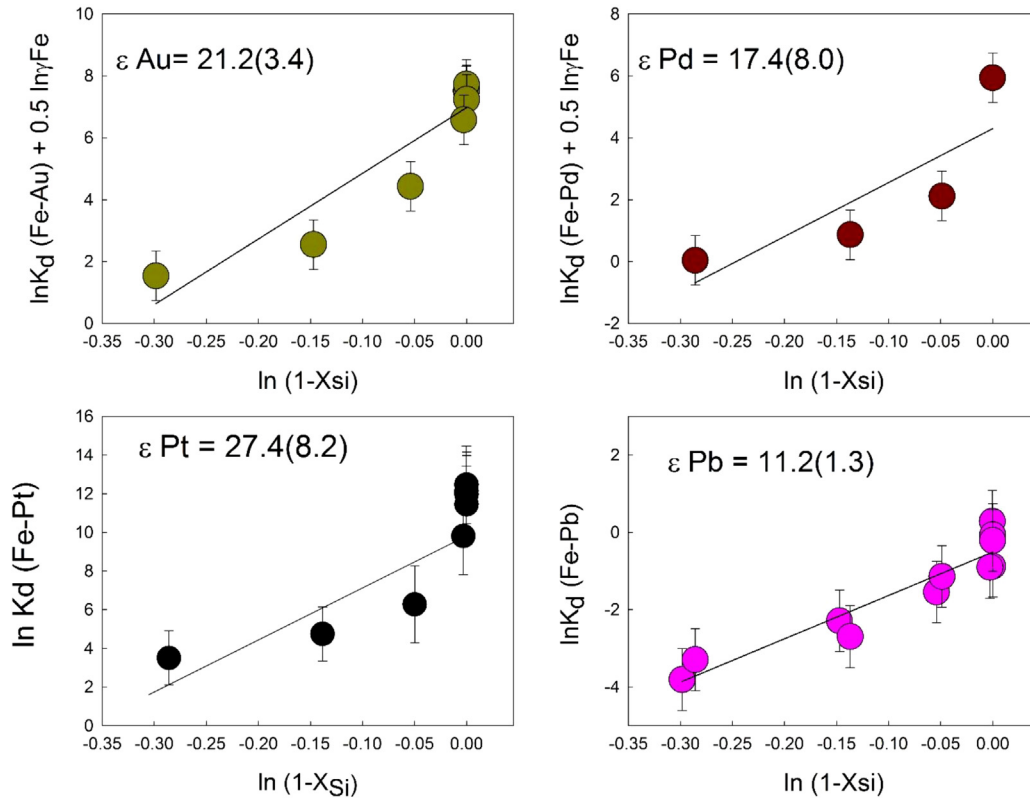 ε Au= 21.2(3.4)
lnKd (Fe-Au) + 0.5 lnγFe
10
8
6
4
2
0
-0.35 -0.30 -0.25 -0.20 -0.15 -0.10 -0.05 0.00
ln (1-Xsi)
ε Pd = 17.4(8.0)
lnKd (Fe-Pd) + 0.5 lnγFe
8
6
4
2
0
-2
-0.35 -0.30 -0.25 -0.20 -0.15 -0.10 -0.05 0.00
ln (1-Xsi)
ε Pt = 27.4(8.2)
ln Kd (Fe-Pt)
16
14
12
10
8
6
4
2
0
-0.35 -0.30 -0.25 -0.20 -0.15 -0.10 -0.05 0.00
ln (1-XSi)
ε Pb = 11.2(1.3)
lnKd (Fe-Pb)
2
0
-2
-4
-0.35 -0.30 -0.25 -0.20 -0.15 -0.10 -0.05 0.00
ln (1-Xsi)